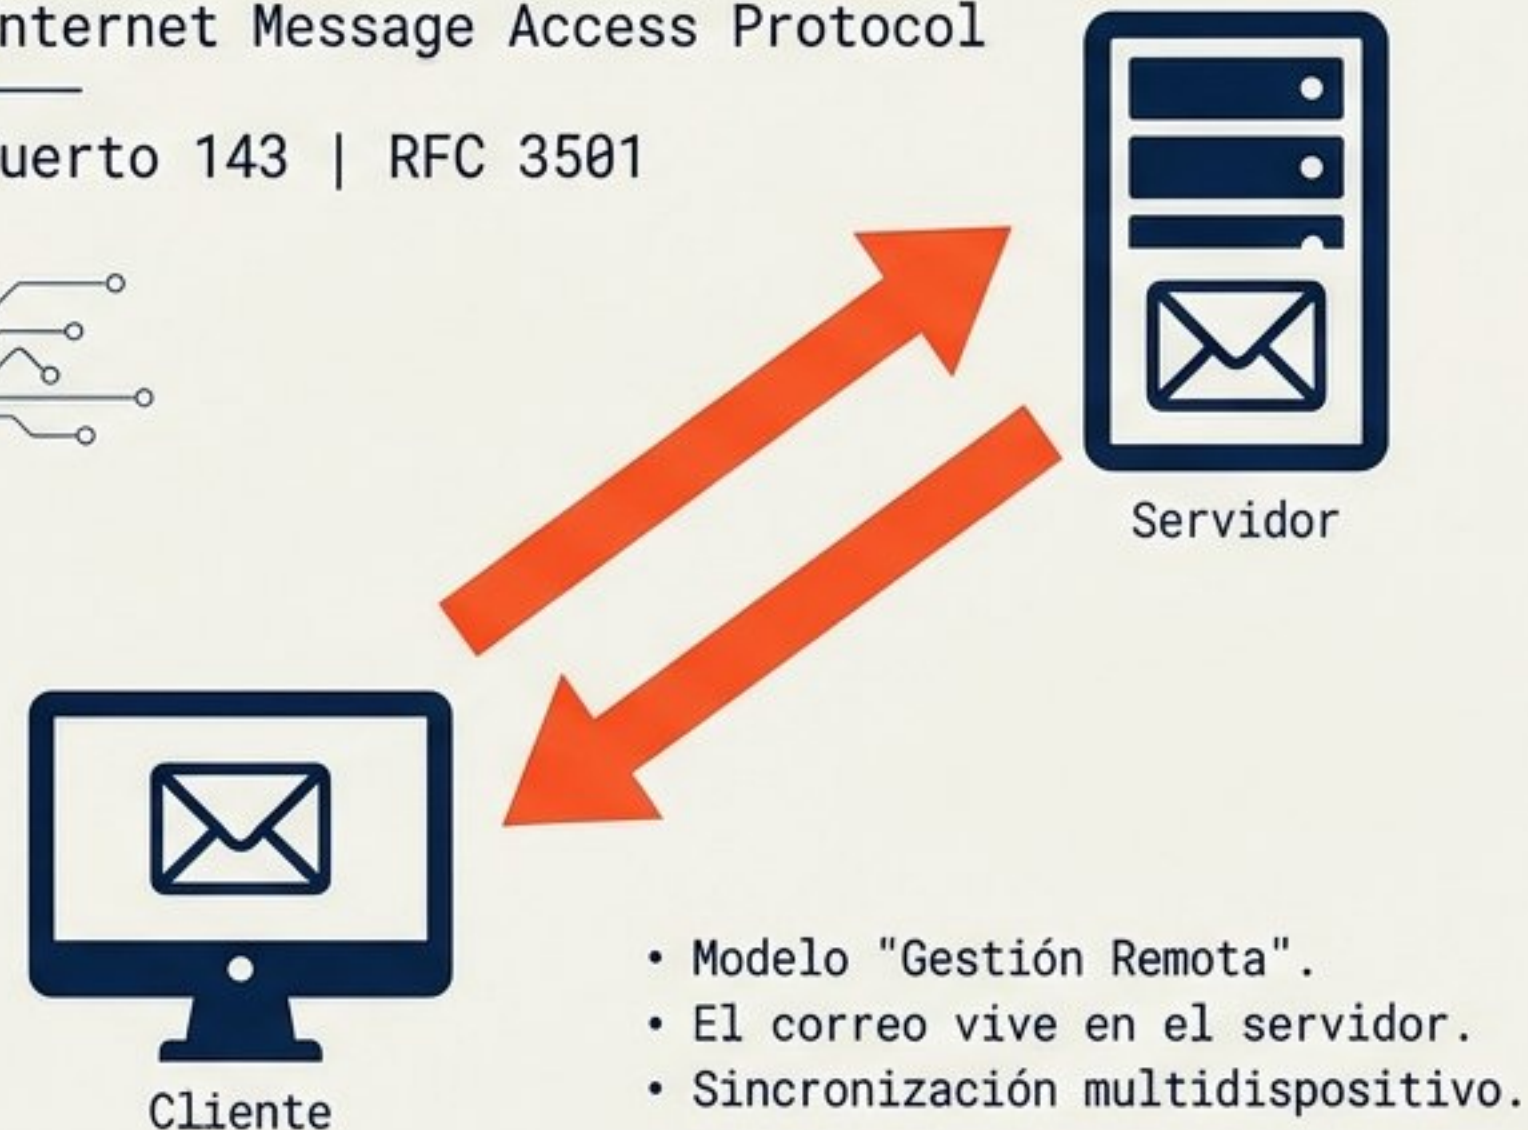 nternet Message Access Protocol
uerto 143 | RFC 3501
Servidor
Cliente
• Modelo "Gestión Remota".
• El correo vive en el servidor.
• Sincronización multidispositivo.